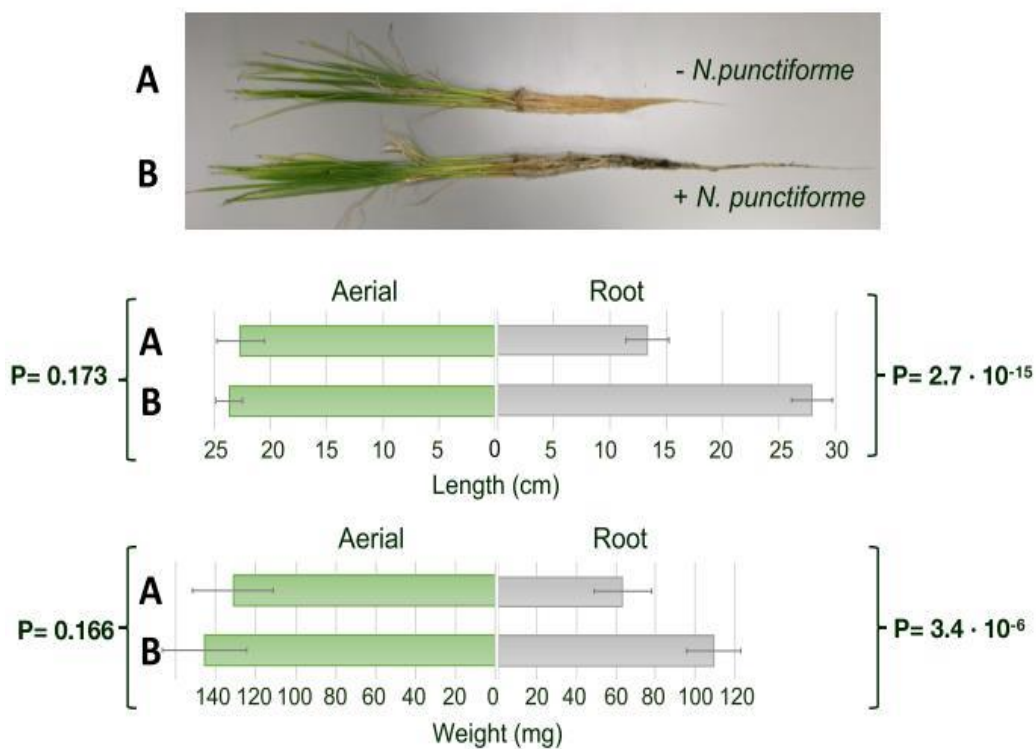 A
- N.punctiforme
B
+ N. punctiforme
Aerial Root
A
P= 0.173
P= 2.7 · 10-15
B
25 20 15 10 5 0 5 10 15 20 25 30
Length (cm)
Aerial Root
A
P= 0.166
P= 3.4 · 10-6
B
140 120 100 80 60 40 20 0 20 40 60 80 100 120
Weight (mg)